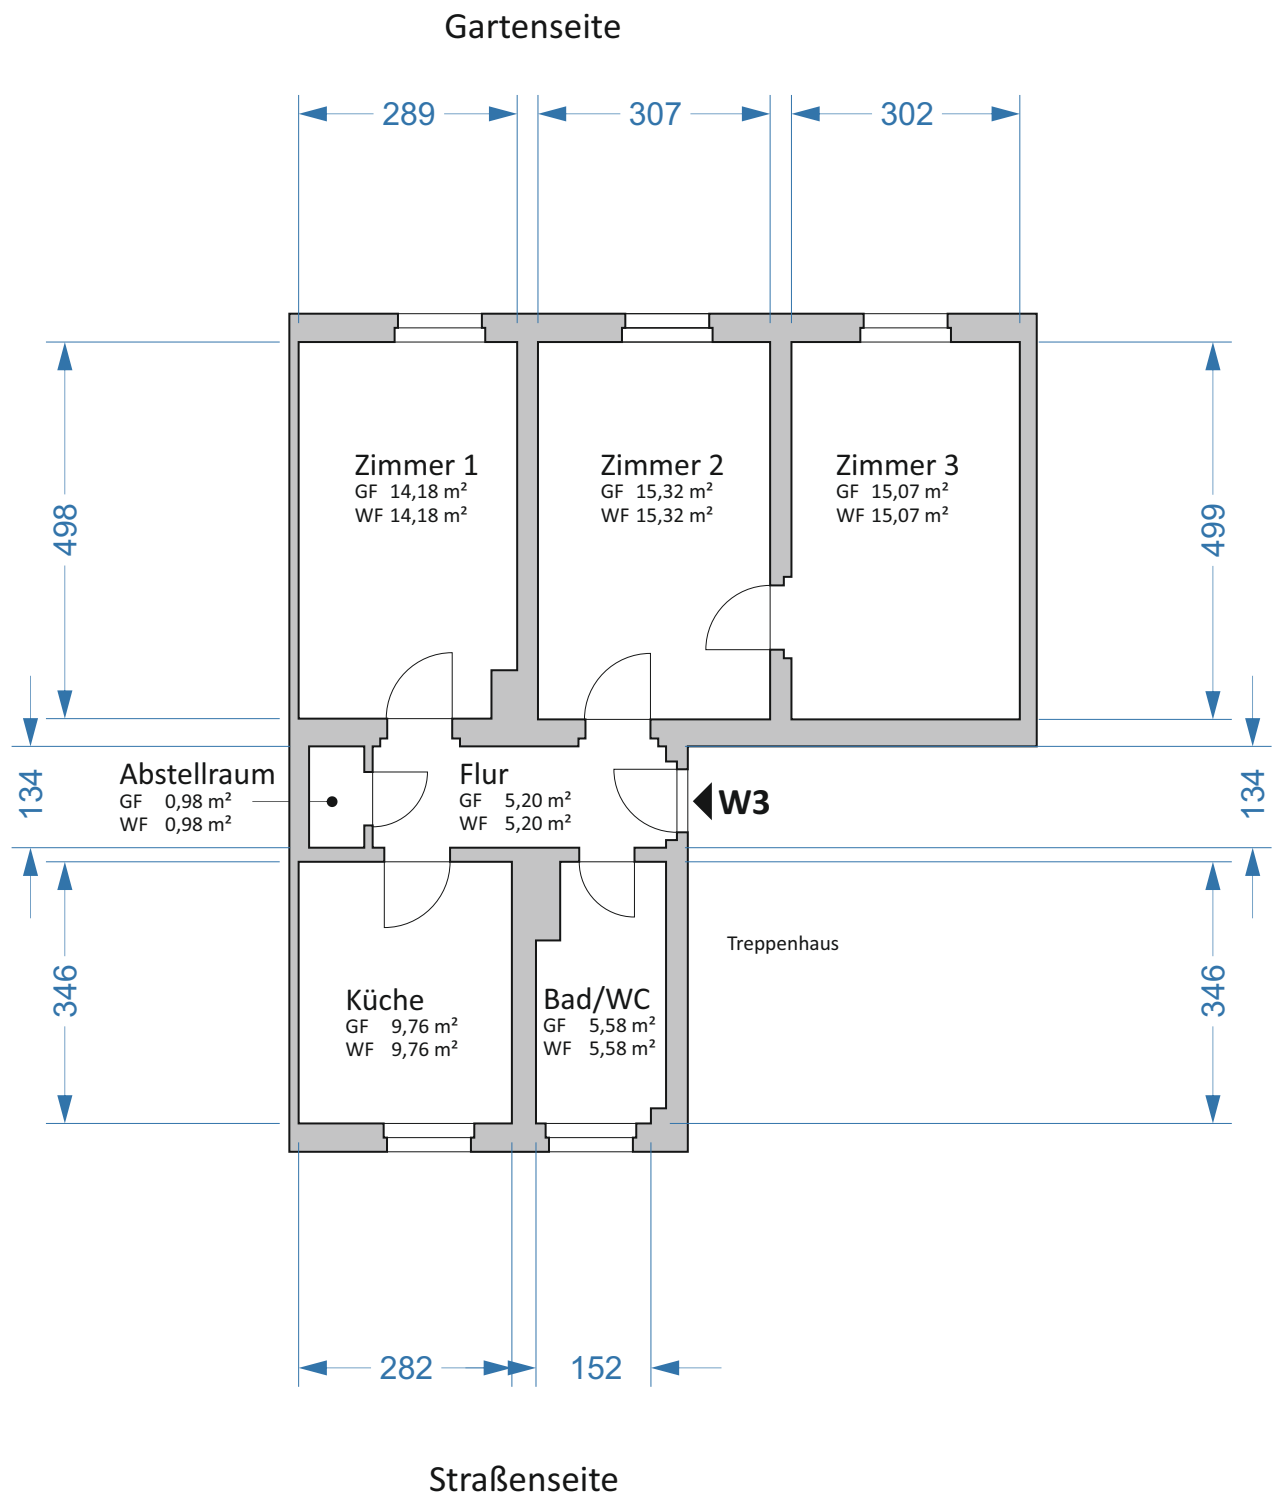 Gartenseite
289
307
302
498
499
Zimmer 1
GF 14,18 m²
WF 14,18 m²
Zimmer 2
GF 15,32 m²
WF 15,32 m²
Zimmer 3
GF 15,07 m²
WF 15,07 m²
134
134
Abstellraum
GF 0,98 m²
WF 0,98 m²
Flur
GF 5,20 m²
WF 5,20 m²
W3
Treppenhaus
346
346
Küche
GF 9,76 m²
WF 9,76 m²
Bad/WC
GF 5,58 m²
WF 5,58 m²
282
152
Straßenseite